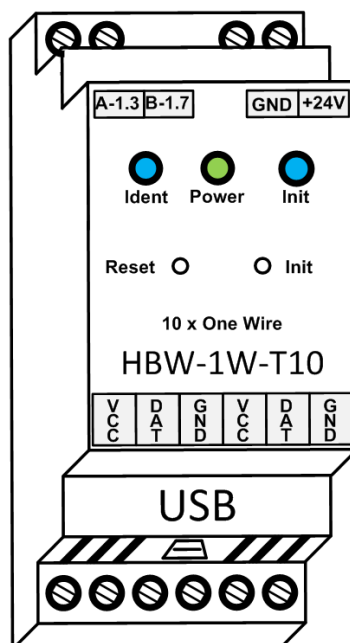 A-1.3 B-1.7 GND +24V
Ident Power Init
Reset Init
10 x One Wire
HBW-1W-T10
VCC DAT GND VCC DAT GND
USB